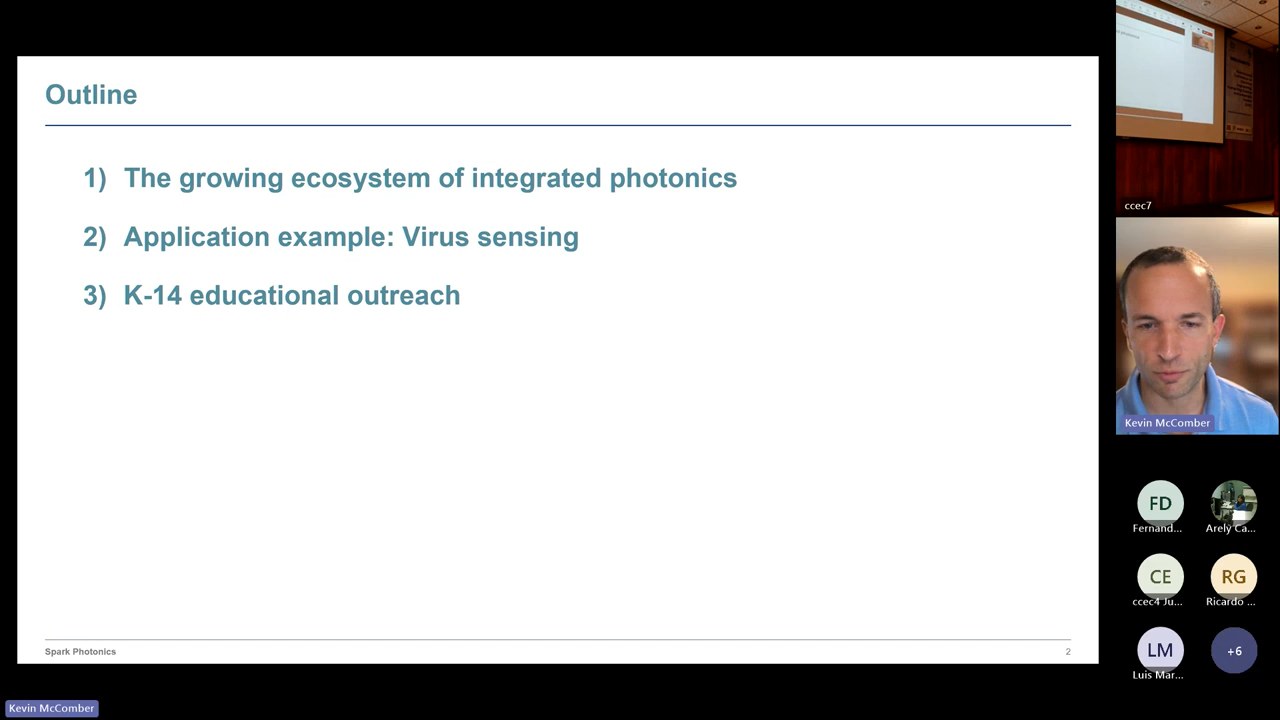 Outline
1) The growing ecosystem of integrated photonics
2) Application example: Virus sensing
3) K-14 educational outreach
Spark Photonics
2
ccec7
Kevin McComber
FD
Fernand...
Arely Ca...
CE
ccec4 Ju...
RG
Ricardo ...
LM
Luis Mar...
+6
Kevin McComber